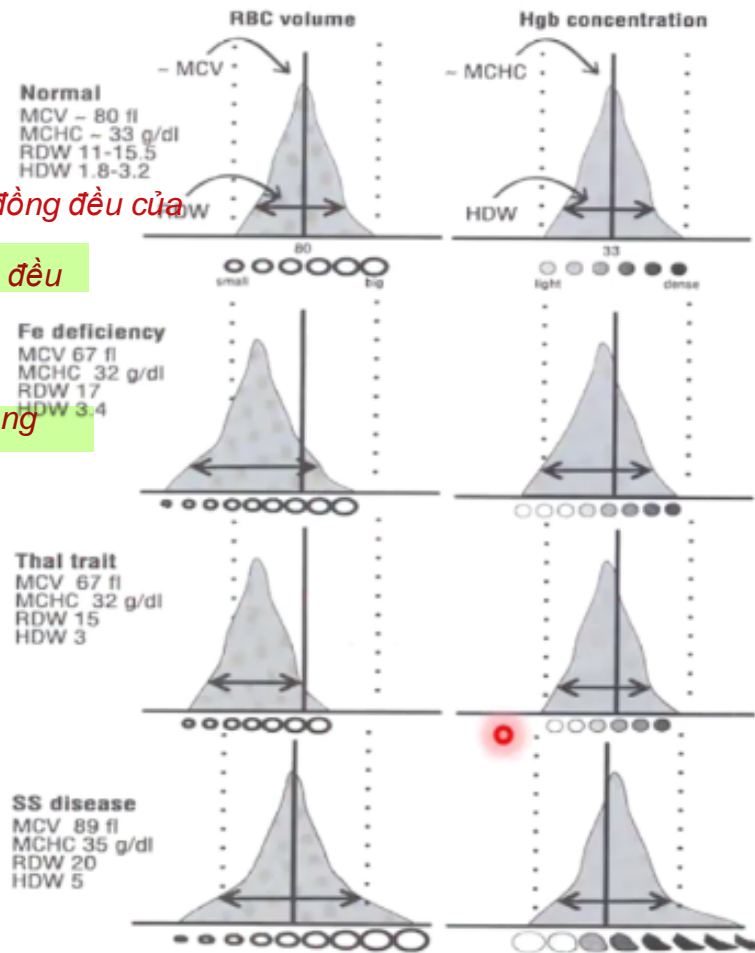 RBC volume
Hgb concentration
~ MCV
~ MCHC
Normal
MCV ~ 80 fl
MCHC ~ 33 g/dl
RDW 11-15.5
HDW 1.8-3.2
đồng đều của
RDW
HDW
80
33
đều
small
big
light
dense
Fe deficiency
MCV 67 fl
MCHC 32 g/dl
RDW 17
HDW 3.4
Thal trait
MCV 67 fl
MCHC 32 g/dl
RDW 15
HDW 3
SS disease
MCV 89 fl
MCHC 35 g/dl
RDW 20
HDW 5